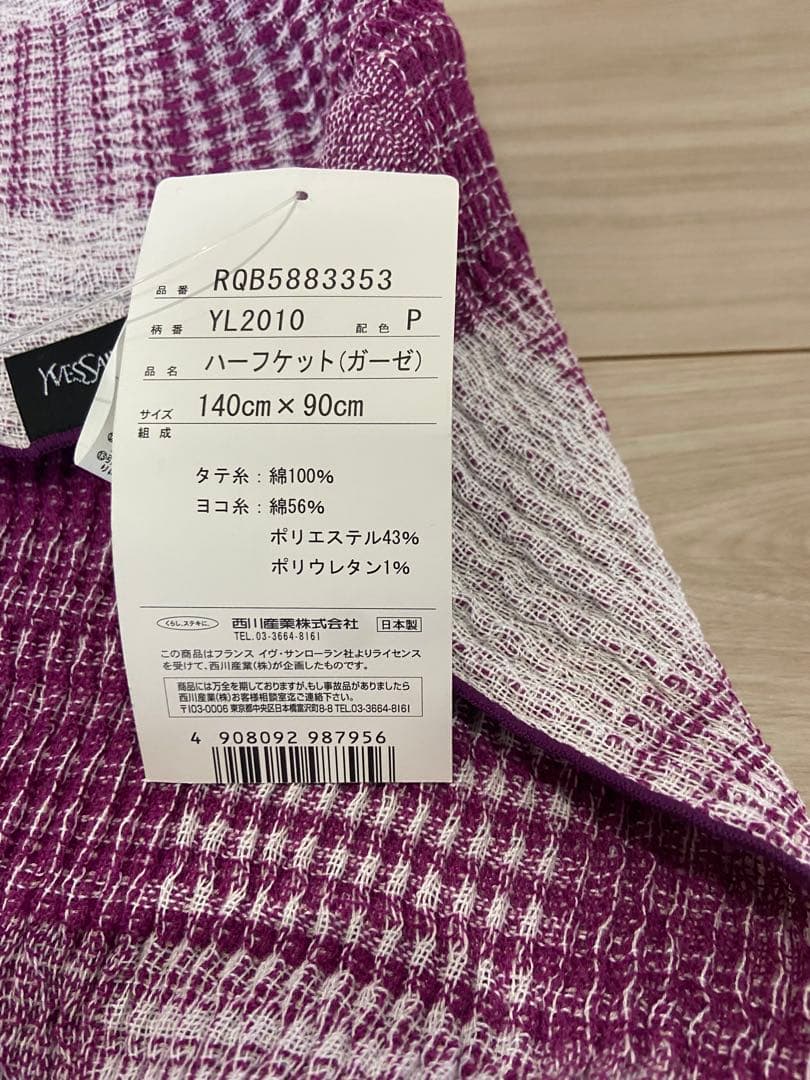 品番 RQB5883353
柄番 YL2010 配色 P
品名 ハーフケット(ガーゼ)
サイズ 140cm×90cm
組成
タテ糸：綿100%
ヨコ糸：綿56%
ポリエステル43%
ポリウレタン1%
くらし、ステキに。 西川産業株式会社 日本製
TEL.03-3664-8161
この商品はフランス イヴ・サンローラン社よりライセンス
を受けて、西川産業(株)が企画したものです。
商品には万全を期しておりますが、もし事故品がありましたら
西川産業(株)お客様相談室迄ご連絡下さい。
〒103-0006 東京都中央区日本橋富沢町8-8 TEL.03-3664-8161
4 908092 987956